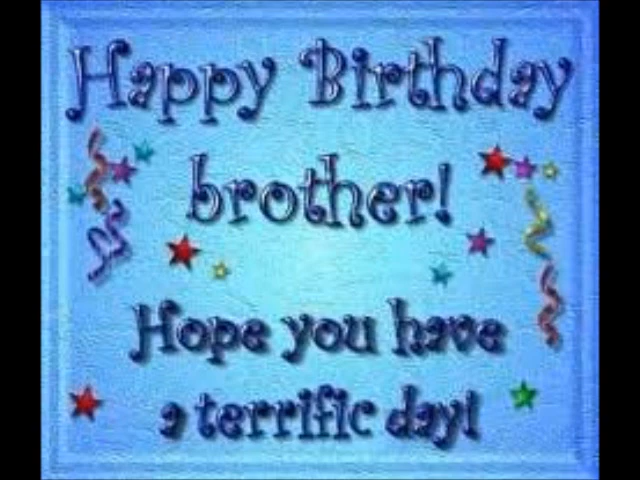 Happy Birthday
brother!
Hope you have
a terrific day!